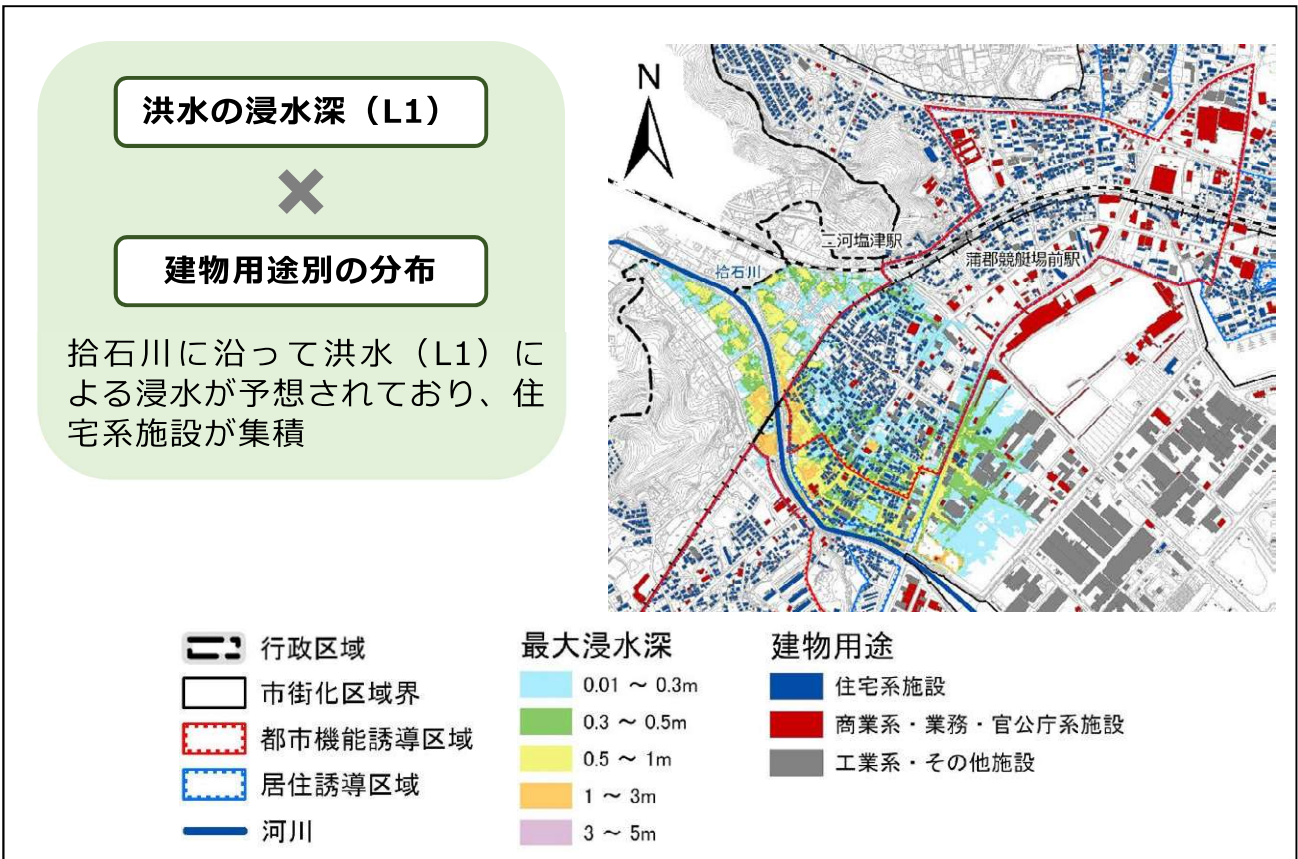 洪水の浸水深（L1）
×
建物用途別の分布
拾石川に沿って洪水（L1）に
よる浸水が予想されており、住
宅系施設が集積
N
三河塩津駅
拾石川
蒲郡競艇場前駅
行政区域
市街化区域界
都市機能誘導区域
居住誘導区域
河川
最大浸水深
0.01 ～ 0.3m
0.3 ～ 0.5m
0.5 ～ 1m
1 ～ 3m
3 ～ 5m
建物用途
住宅系施設
商業系・業務・官公庁系施設
工業系・その他施設